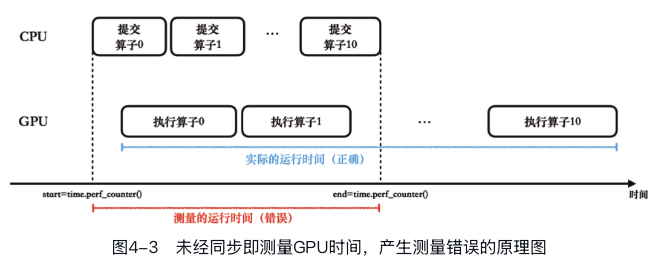 CPU
提交
算子0
提交
算子1
...
提交
算子10
GPU
执行算子0
执行算子1
...
执行算子10
实际的运行时间（正确）
start=time.perf_counter()
end=time.perf_counter()
时间
测量的运行时间（错误）
图4-3 未经同步即测量GPU时间，产生测量错误的原理图